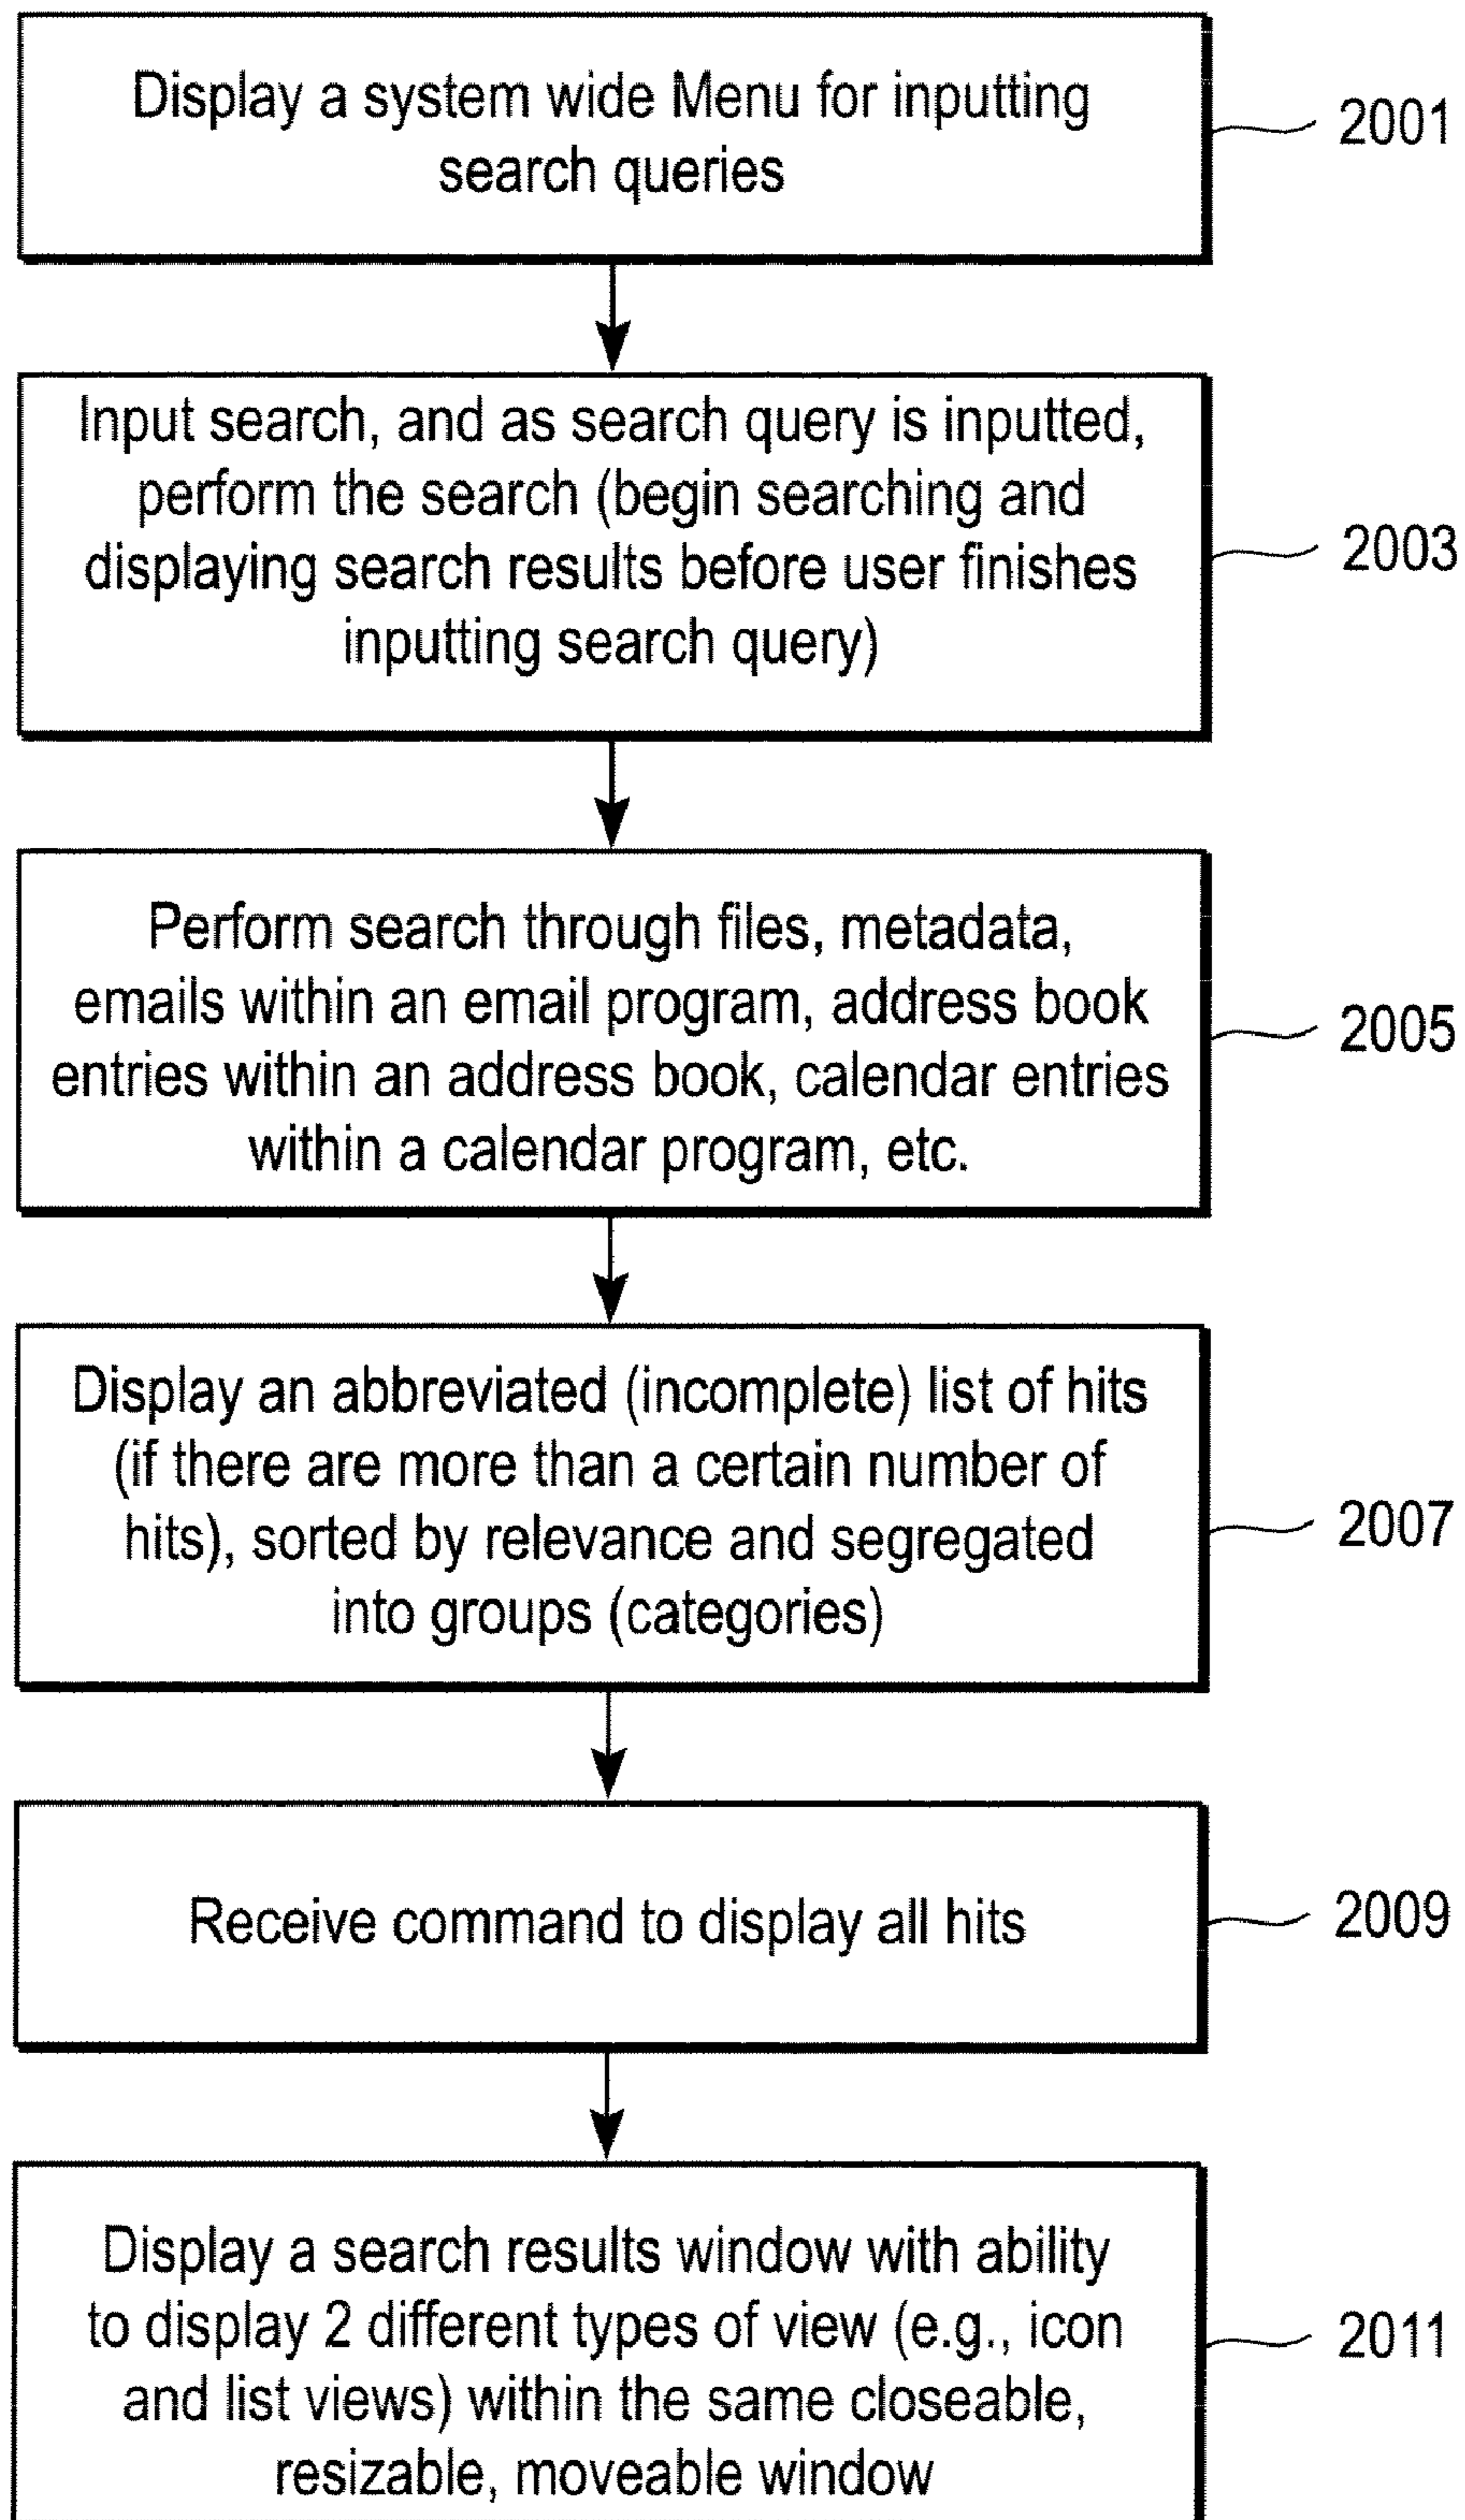 Display a system wide Menu for inputting
search queries
2001
Input search, and as search query is inputted,
perform the search (begin searching and
displaying search results before user finishes
inputting search query)
2003
Perform search through files, metadata,
emails within an email program, address book
entries within an address book, calendar entries
within a calendar program, etc.
2005
Display an abbreviated (incomplete) list of hits
(if there are more than a certain number of
hits), sorted by relevance and segregated
into groups (categories)
2007
Receive command to display all hits
2009
Display a search results window with ability
to display 2 different types of view (e.g., icon
and list views) within the same closeable,
resizable, moveable window
2011